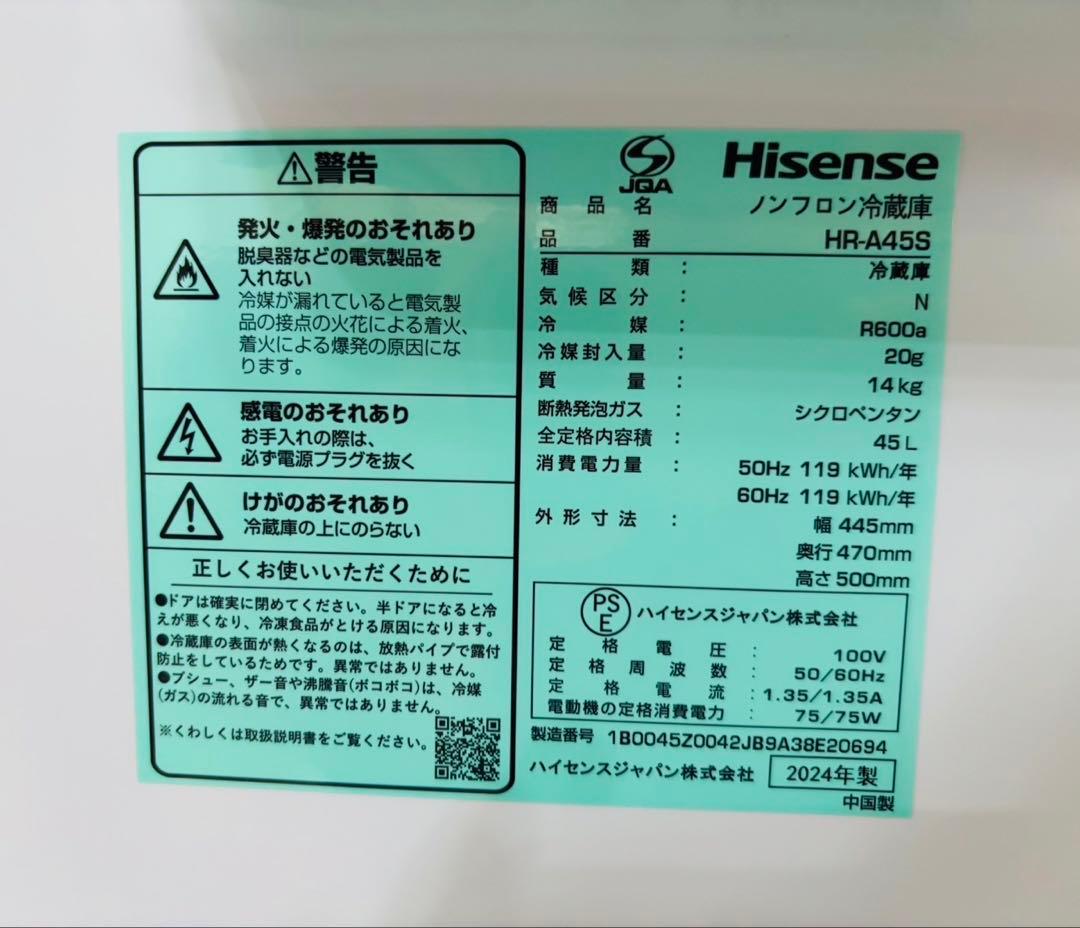 警告
発火・爆発のおそれあり
脱臭器などの電気製品を
入れない
冷媒が漏れていると電気製
品の接点の火花による着火、
着火による爆発の原因にな
ります。
感電のおそれあり
お手入れの際は、
必ず電源プラグを抜く
けがのおそれあり
冷蔵庫の上にのらない
正しくお使いいただくために
●ドアは確実に閉めてください。半ドアになると冷
えが悪くなり、冷凍食品がとける原因になります。
●冷蔵庫の表面が熱くなるのは、放熱パイプで露付
防止をしているためです。異常ではありません。
●ブシュー、ザー音や沸騰音(ボコボコ)は、冷媒
(ガス)の流れる音で、異常ではありません。
※くわしくは取扱説明書をご覧ください。
JQA
Hisense
商品名 ノンフロン冷蔵庫
品番 HR-A45S
種類 : 冷蔵庫
気候区分 : N
冷媒 : R600a
冷媒封入量 : 20g
質量 : 14kg
断熱発泡ガス : シクロペンタン
全定格内容積 : 45L
消費電力量 : 50Hz 119 kWh/年
60Hz 119 kWh/年
外形寸法 : 幅 445mm
奥行 470mm
高さ 500mm
PS
E
ハイセンスジャパン株式会社
定格電圧 : 100V
定格周波数 : 50/60Hz
定格電流 : 1.35/1.35A
電動機の定格消費電力 : 75/75W
製造番号 1B0045Z0042JB9A38E20694
ハイセンスジャパン株式会社 2024年製
中国製